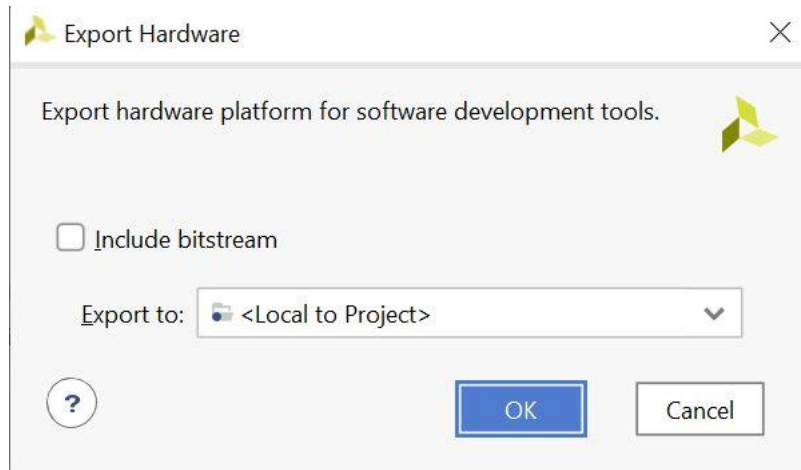 Export Hardware
Export hardware platform for software development tools.
Include bitstream
Export to: <Local to Project>
? OK Cancel